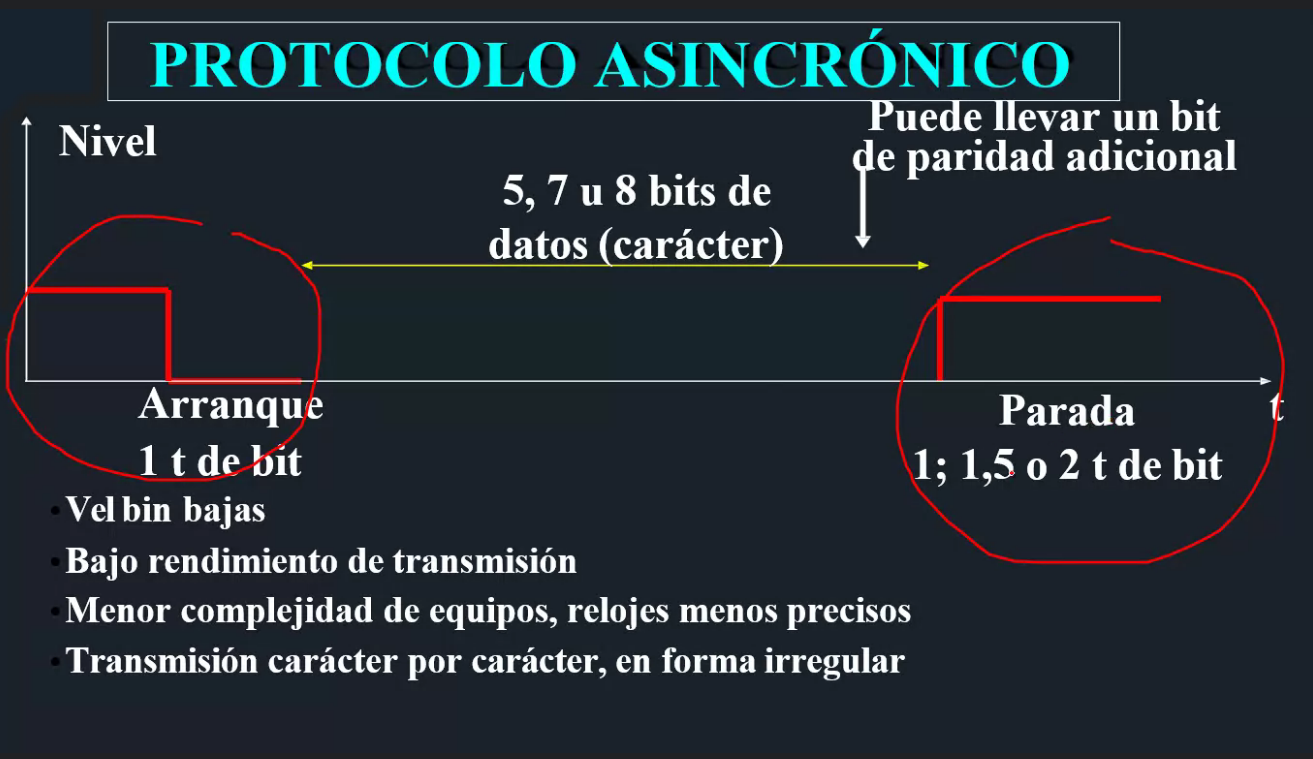 PROTOCOLO ASINCRÓNICO
Nivel
Puede llevar un bit
de paridad adicional
5, 7 u 8 bits de
datos (carácter)
Arranque
1 t de bit
Parada
1; 1,5 o 2 t de bit
t
• Vel bin bajas
• Bajo rendimiento de transmisión
• Menor complejidad de equipos, relojes menos precisos
• Transmisión carácter por carácter, en forma irregular